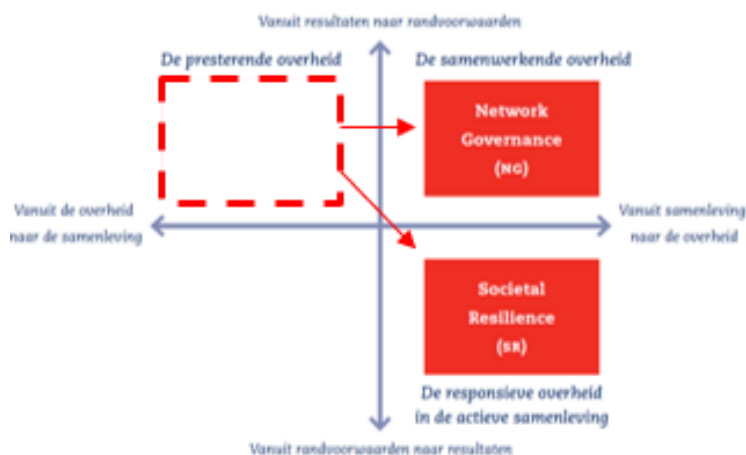 Vanuit resultaten naar randvoorwaarden
De presterende overheid
De samenwerkende overheid
Network
Governance
(NG)
Vanuit de overheid
naar de samenleving
Vanuit samenleving
naar de overheid
Societal
Resilience
(SR)
De responsieve overheid
in de actieve samenleving
Vanuit randvoorwaarden naar resultaten